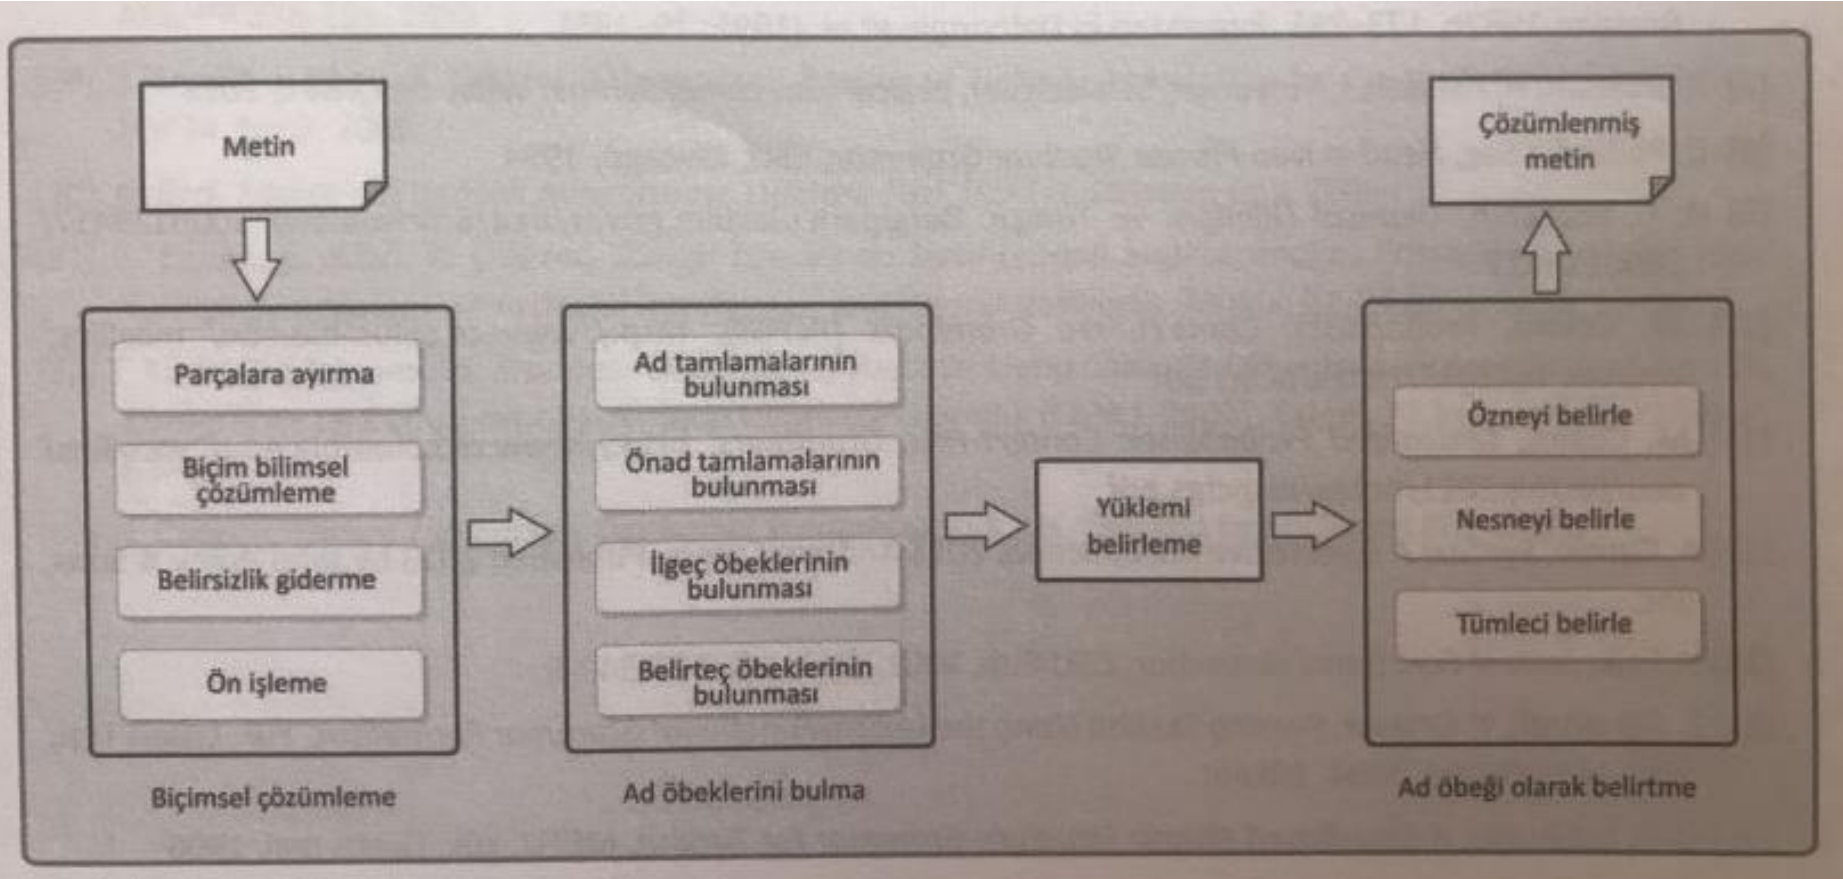 Metin
Parçalara ayırma
Biçim bilimsel
çözümleme
Belirsizlik giderme
Ön işleme
Biçimsel çözümleme
Ad tamlamalarının
bulunması
Önad tamlamalarının
bulunması
İlgeç öbeklerinin
bulunması
Belirteç öbeklerinin
bulunması
Ad öbeklerini bulma
Yüklemi
belirleme
Özneyi belirle
Nesneyi belirle
Tümleci belirle
Ad öbeği olarak belirtme
Çözümlenmiş
metin